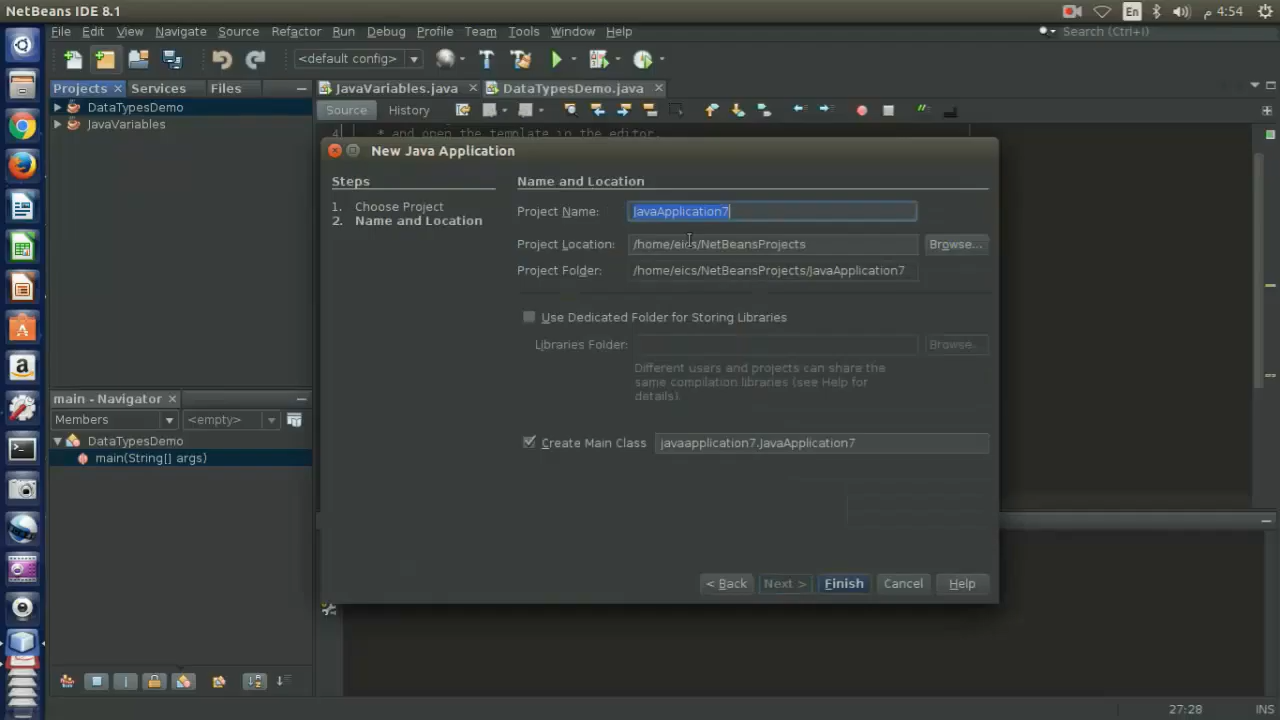 NetBeans IDE 8.1
En
4:54 م
File Edit View Navigate Source Refactor Run Debug Profile Team Tools Window Help
Search (Ctrl+I)
<default config>
Projects
Services
Files
JavaVariables.java
DataTypesDemo.java
Source
History
DataTypesDemo
JavaVariables
4
* and open the template in the editor.
New Java Application
Steps
1. Choose Project
2. Name and Location
Name and Location
Project Name: JavaApplication7
Project Location: /home/eics/NetBeansProjects Browse...
Project Folder: /home/eics/NetBeansProjects/JavaApplication7
Use Dedicated Folder for Storing Libraries
Libraries Folder: Browse...
Different users and projects can share the
same compilation libraries (see Help for
details).
Create Main Class javaapplication7.JavaApplication7
< Back Next > Finish Cancel Help
main - Navigator
Members
<empty>
DataTypesDemo
main(String[] args)
27:28
INS